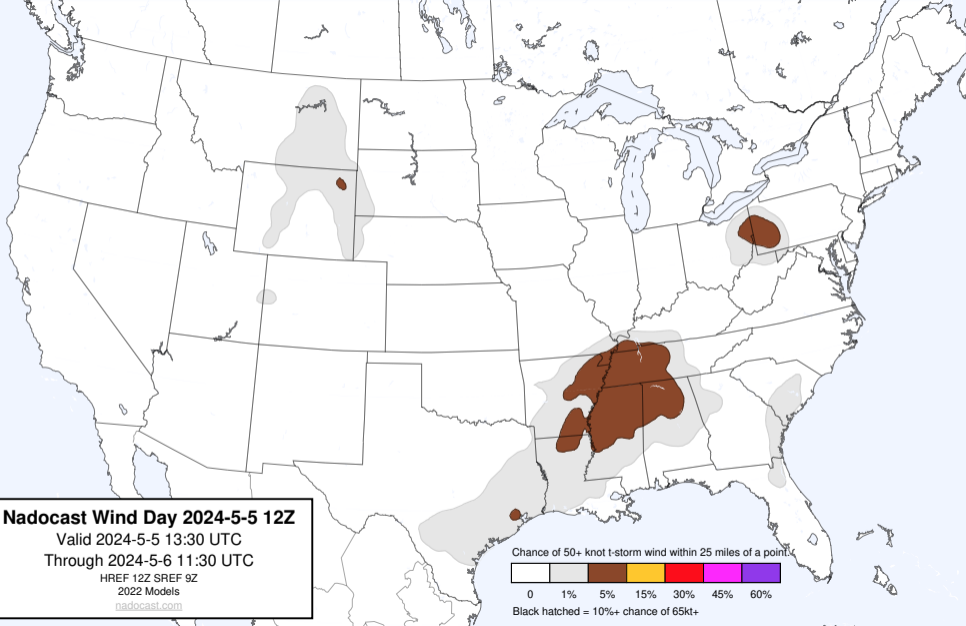 Nadocast Wind Day 2024-5-5 12Z
Valid 2024-5-5 13:30 UTC
Through 2024-5-6 11:30 UTC
HREF 12Z SREF 9Z
2022 Models
nadocast.com
Chance of 50+ knot t-storm wind within 25 miles of a point.
0 1% 5% 15% 30% 45% 60%
Black hatched = 10%+ chance of 65kt+